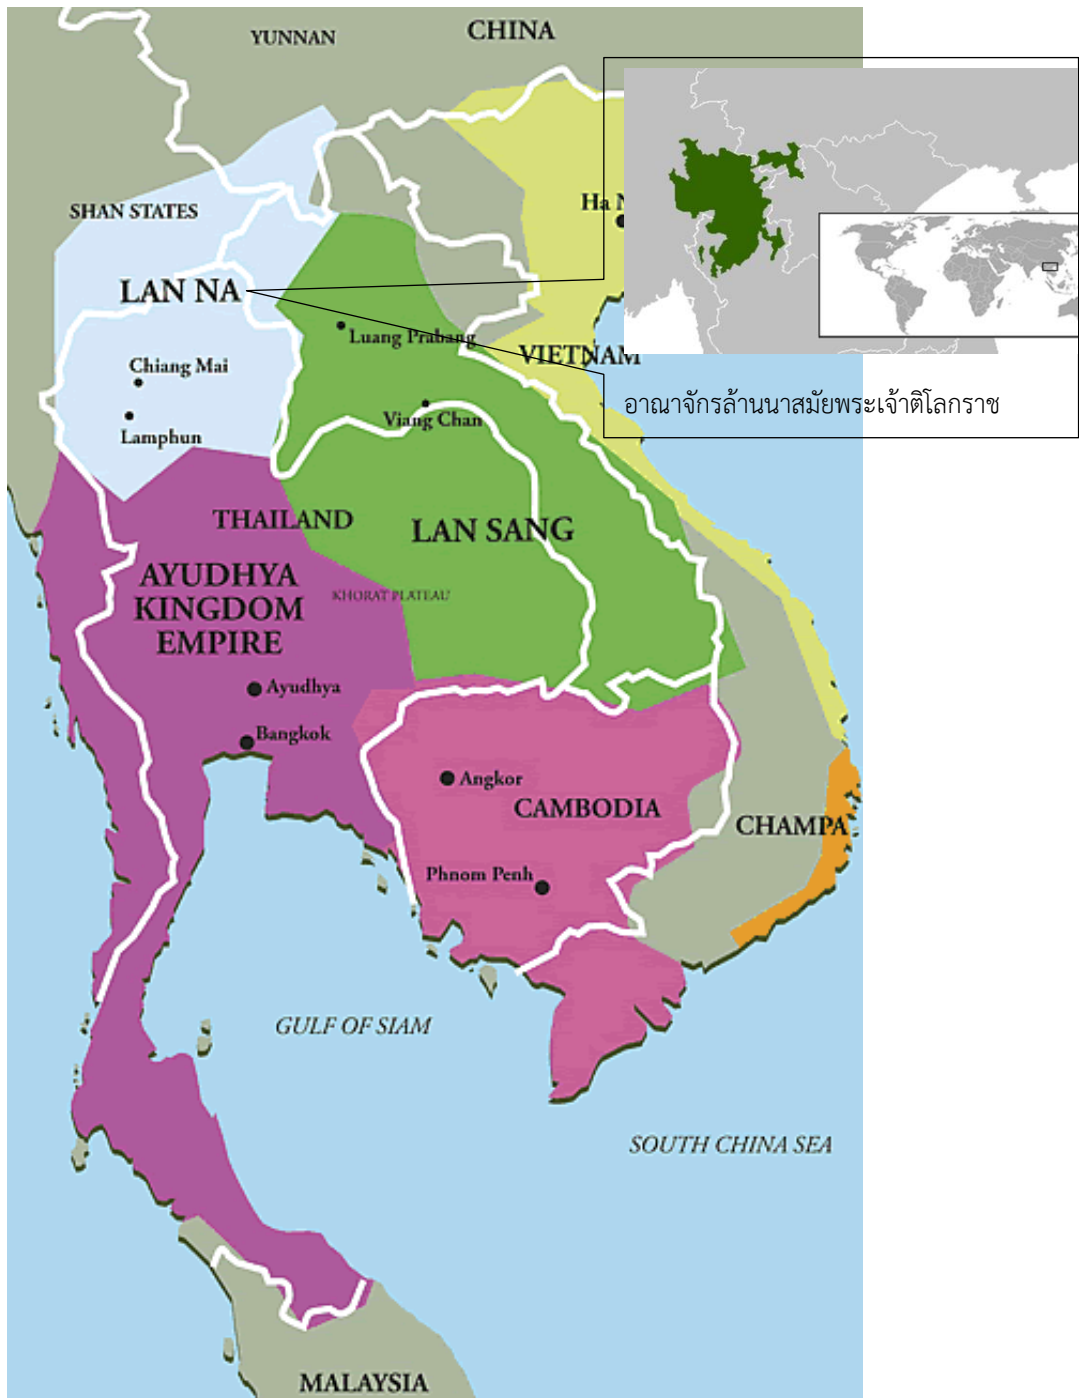 YUNNAN
CHINA
SHAN STATES
Ha N
LAN NA
Luang Prabang
VIETNAM
Chiang Mai
Viang Chan
อาณาจักรล้านนาสมัยพระเจ้าติโลกราช
Lamphun
THAILAND
LAN SANG
AYUDHYA
KINGDOM
EMPIRE
KHORAT PLATEAU
Ayudhya
Bangkok
Angkor
CAMBODIA
CHAMPA
Phnom Penh
GULF OF SIAM
SOUTH CHINA SEA
MALAYSIA